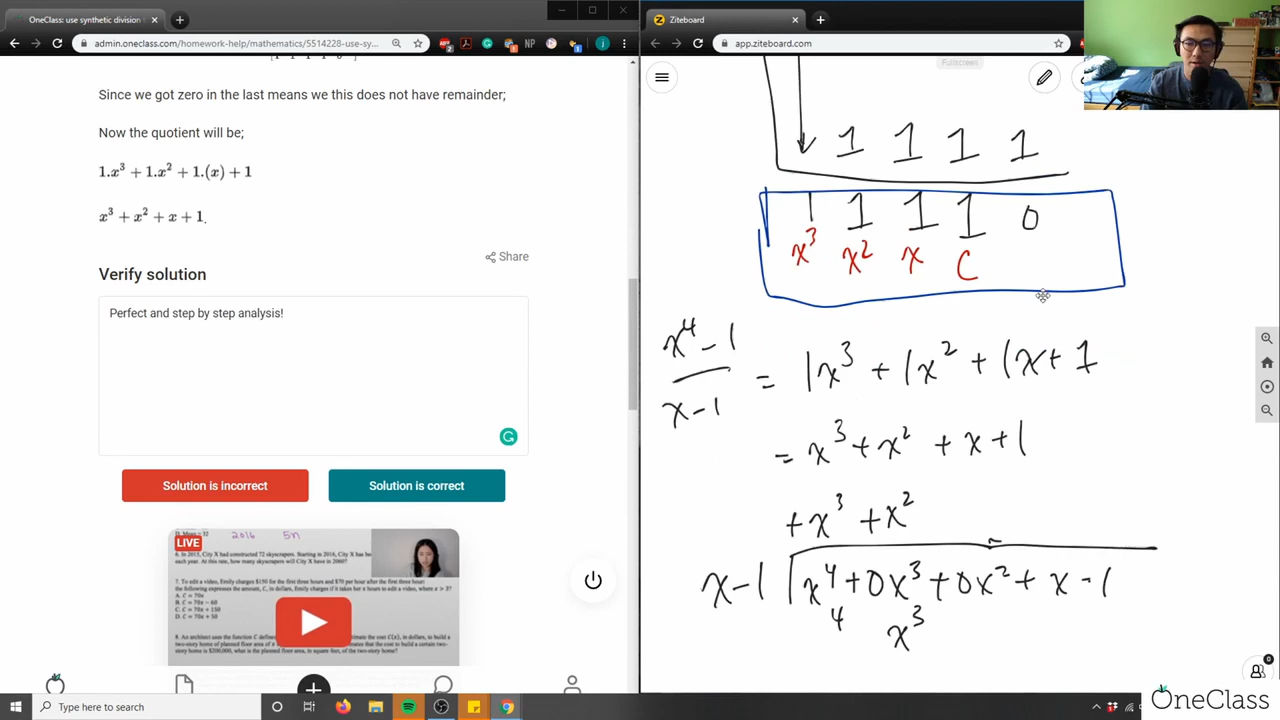 OneClass: use synthetic division t
Ziteboard
admin.oneclass.com/homework-help/mathematics/5514228-use-sy...
app.ziteboard.com
Fullscreen
Since we got zero in the last means we this does not have remainder;
Now the quotient will be;
1.x³ + 1.x² + 1.(x) + 1
x³ + x² + x + 1.
Share
Verify solution
Perfect and step by step analysis!
Solution is incorrect
Solution is correct
LIVE
2016
1 1 1 1
1 1 1 1 0
x³ x² x C
x⁴ - 1
x - 1
= 1x³ + 1x² + 1x + 1
= x³ + x² + x + 1
+x³ + x²
x-1 x⁴ + 0x³ + 0x² + x - 1
4 x³
Type here to search
OneClass